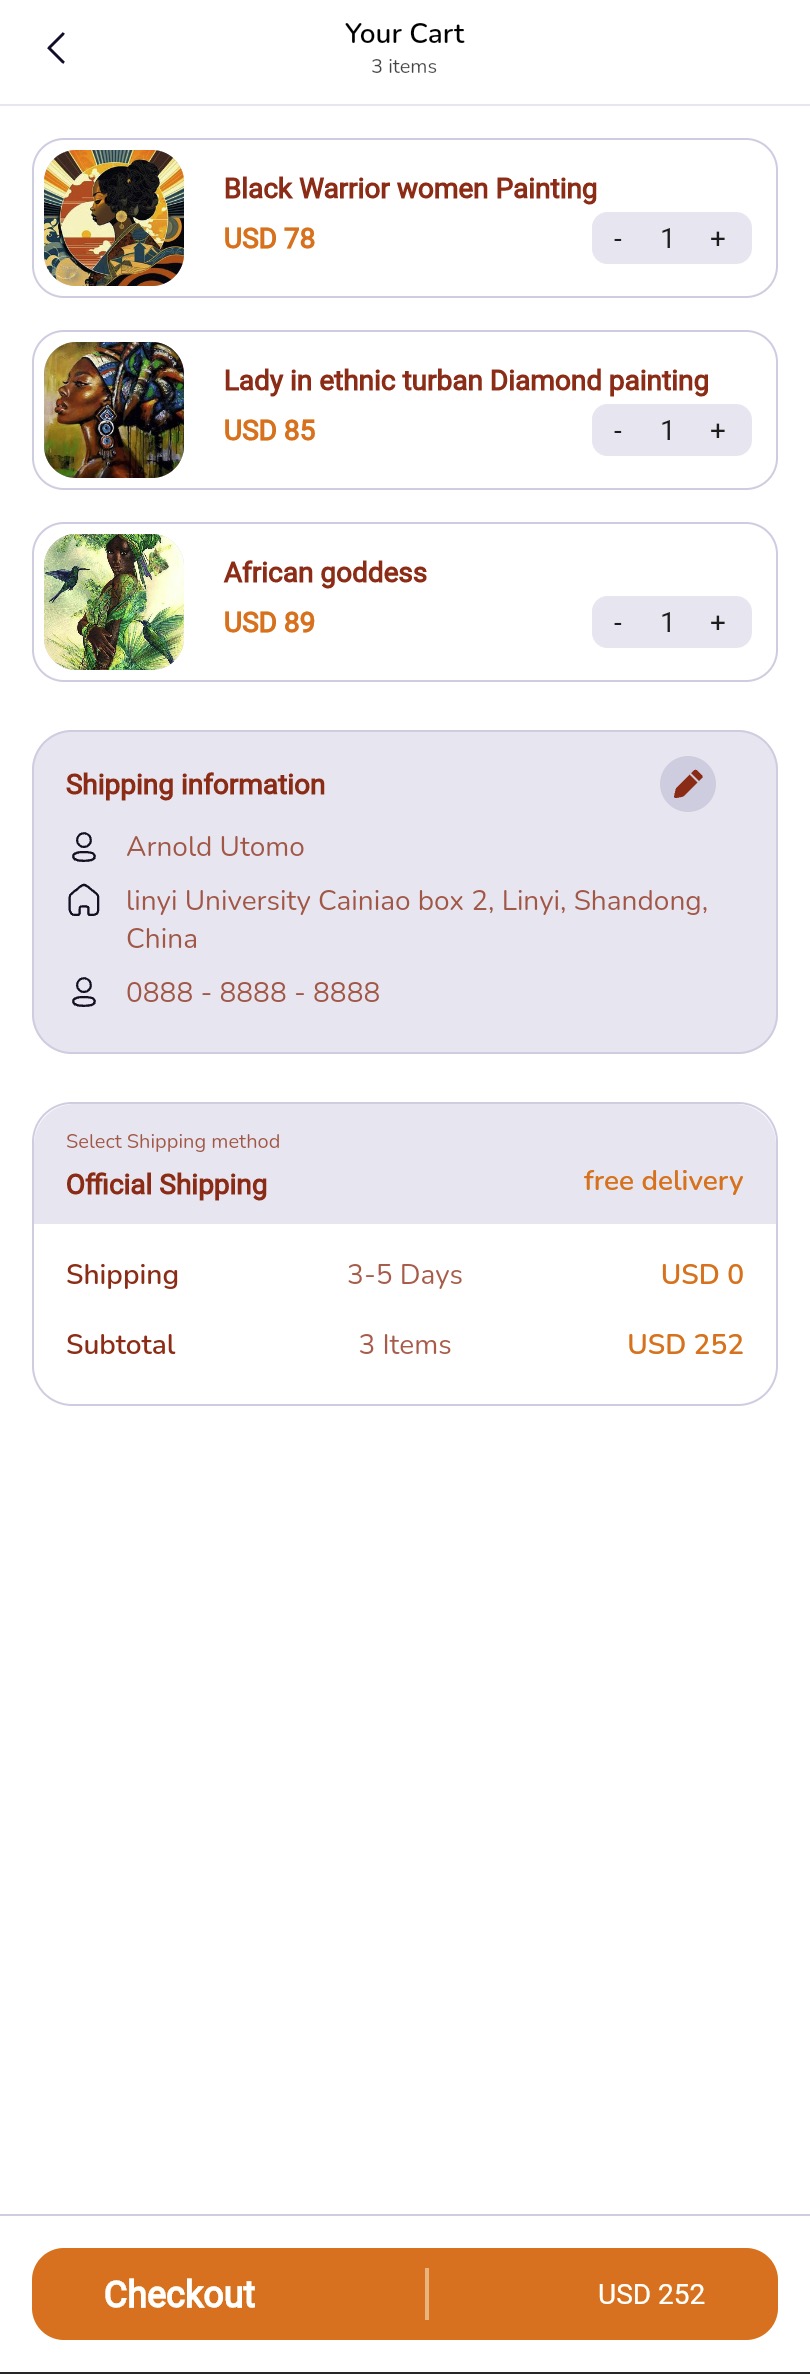 Your Cart
3 items
Black Warrior women Painting
USD 78
- 1 +
Lady in ethnic turban Diamond painting
USD 85
- 1 +
African goddess
USD 89
- 1 +
Shipping information
Arnold Utomo
linyi University Cainiao box 2, Linyi, Shandong,
China
0888 - 8888 - 8888
Select Shipping method
Official Shipping free delivery
Shipping 3-5 Days USD 0
Subtotal 3 Items USD 252
Checkout USD 252